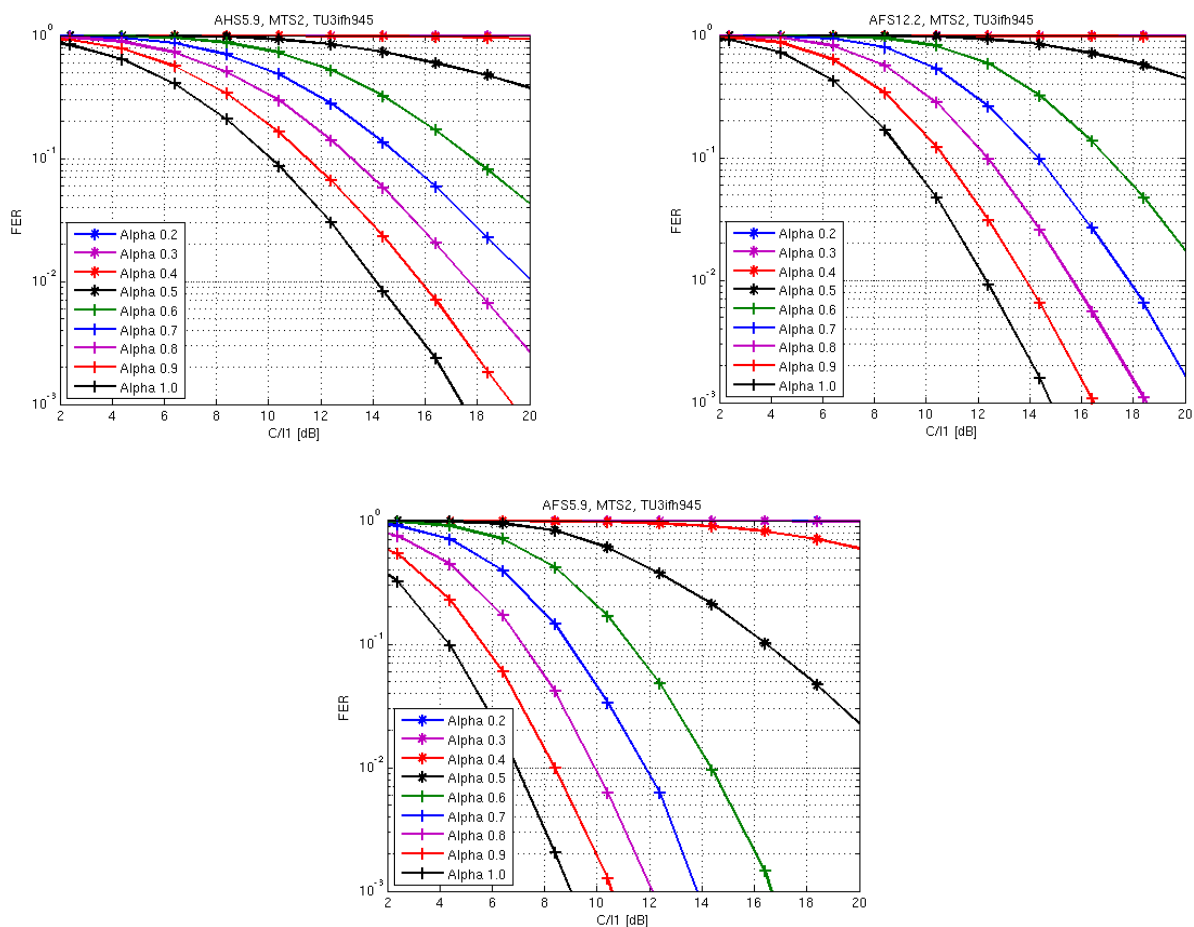 AHS5.9, MTS2, TU3ifh945
10^0
10^-1
10^-2
10^-3
FER
Alpha 0.2
Alpha 0.3
Alpha 0.4
Alpha 0.5
Alpha 0.6
Alpha 0.7
Alpha 0.8
Alpha 0.9
Alpha 1.0
2 4 6 8 10 12 14 16 18 20
C/I1 [dB]
AFS12.2, MTS2, TU3ifh945
10^0
10^-1
10^-2
10^-3
FER
Alpha 0.2
Alpha 0.3
Alpha 0.4
Alpha 0.5
Alpha 0.6
Alpha 0.7
Alpha 0.8
Alpha 0.9
Alpha 1.0
2 4 6 8 10 12 14 16 18 20
C/I1 [dB]
AFS5.9, MTS2, TU3ifh945
10^0
10^-1
10^-2
10^-3
FER
Alpha 0.2
Alpha 0.3
Alpha 0.4
Alpha 0.5
Alpha 0.6
Alpha 0.7
Alpha 0.8
Alpha 0.9
Alpha 1.0
4 6 8 10 12 14 16 18 20
C/I1 [dB]